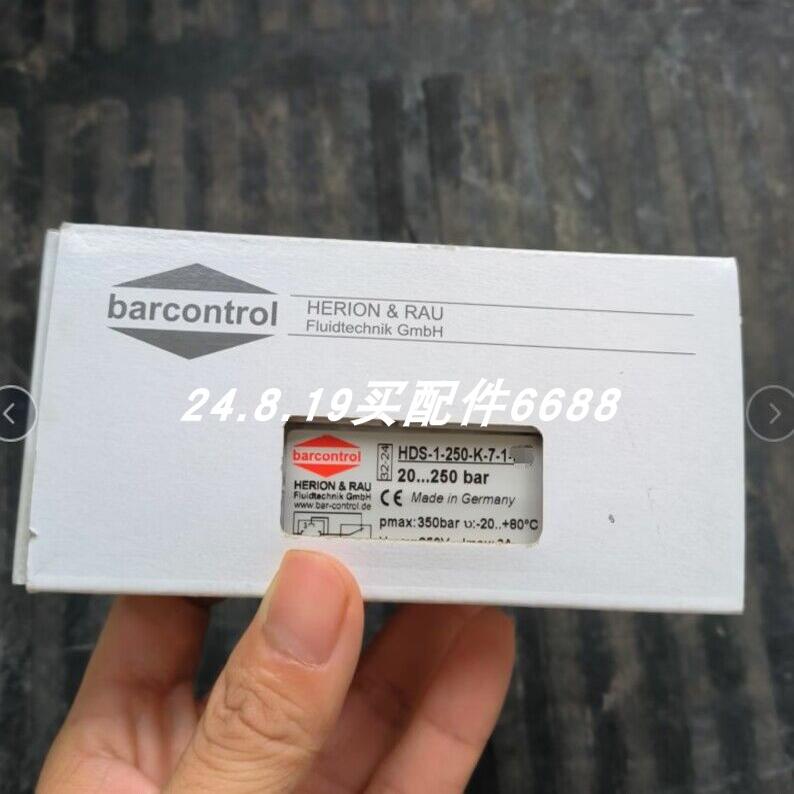 barcontrol
HERION & RAU
Fluidtechnik GmbH
24.8.19买配件6688
barcontrol
HERION & RAU
Fluidtechnik GmbH
www.bar-control.de
32-24
HDS-1-250-K-7-1-
20...250 bar
CE Made in Germany
pmax:350bar υ:-20..+80°C